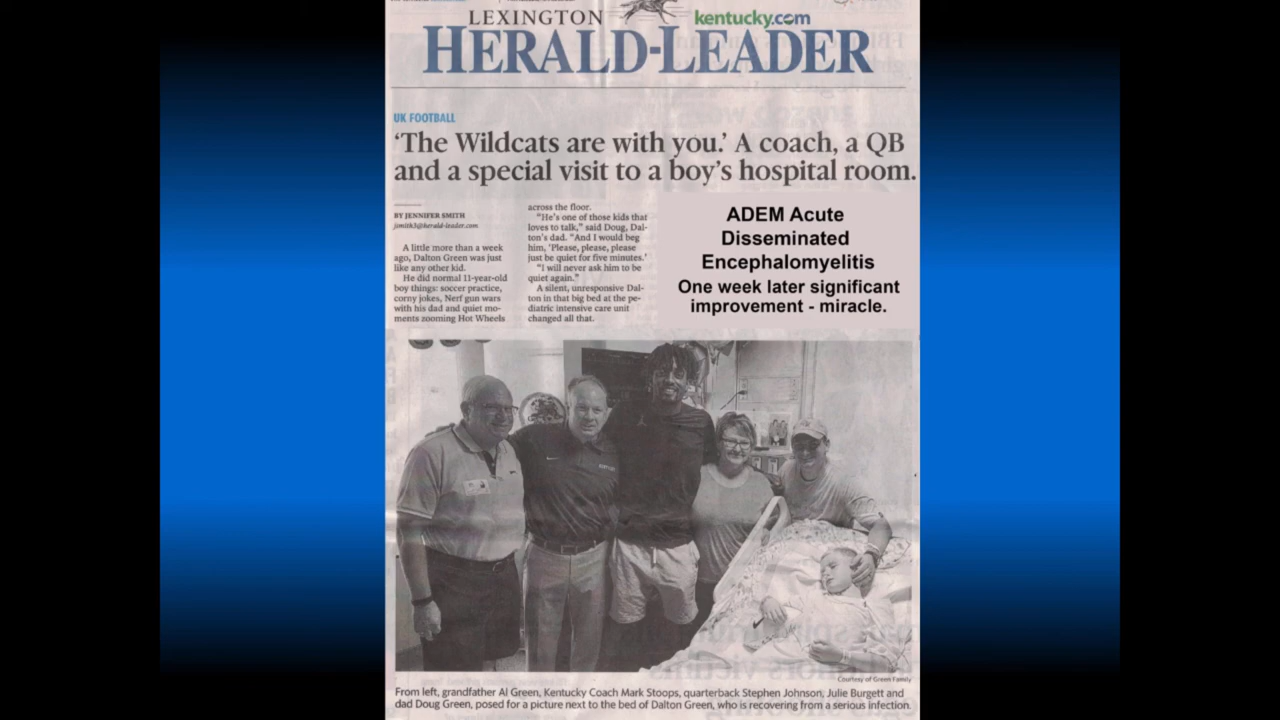 LEXINGTON
kentucky.com
HERALD-LEADER
UK FOOTBALL
‘The Wildcats are with you.’ A coach, a QB
and a special visit to a boy’s hospital room.
BY JENNIFER SMITH
jsmith3@herald-leader.com
A little more than a week
ago, Dalton Green was just
like any other kid.
He did normal 11-year-old
boy things: soccer practice,
corny jokes, Nerf gun wars
with his dad and quiet mo-
ments zooming Hot Wheels
across the floor.
“He’s one of those kids that
loves to talk,” said Doug, Dal-
ton’s dad. “And I would beg
him, ‘Please, please, please
just be quiet for five minutes.’
“I will never ask him to be
quiet again.”
A silent, unresponsive Dal-
ton in that big bed at the pe-
diatric intensive care unit
changed all that.
ADEM Acute
Disseminated
Encephalomyelitis
One week later significant
improvement - miracle.
Courtesy of Green Family
From left, grandfather Al Green, Kentucky Coach Mark Stoops, quarterback Stephen Johnson, Julie Burgett and
dad Doug Green, posed for a picture next to the bed of Dalton Green, who is recovering from a serious infection.